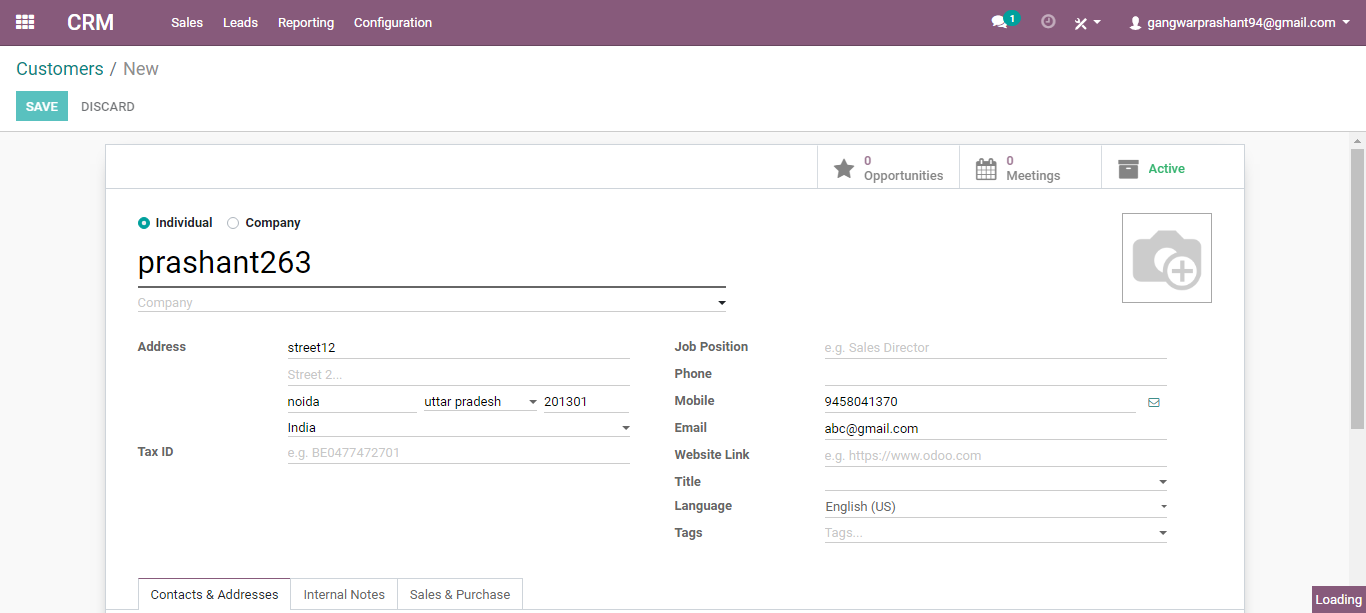 CRM Sales Leads Reporting Configuration 1 gangwarprashant94@gmail.com
Customers / New
SAVE DISCARD
0 Opportunities
0 Meetings
Active
Individual Company
prashant263
Company
Address street12
Street 2...
noida uttar pradesh 201301
India
Tax ID e.g. BE0477472701
Job Position e.g. Sales Director
Phone
Mobile 9458041370
Email abc@gmail.com
Website Link e.g. https://www.odoo.com
Title
Language English (US)
Tags Tags...
Contacts & Addresses Internal Notes Sales & Purchase
Loading